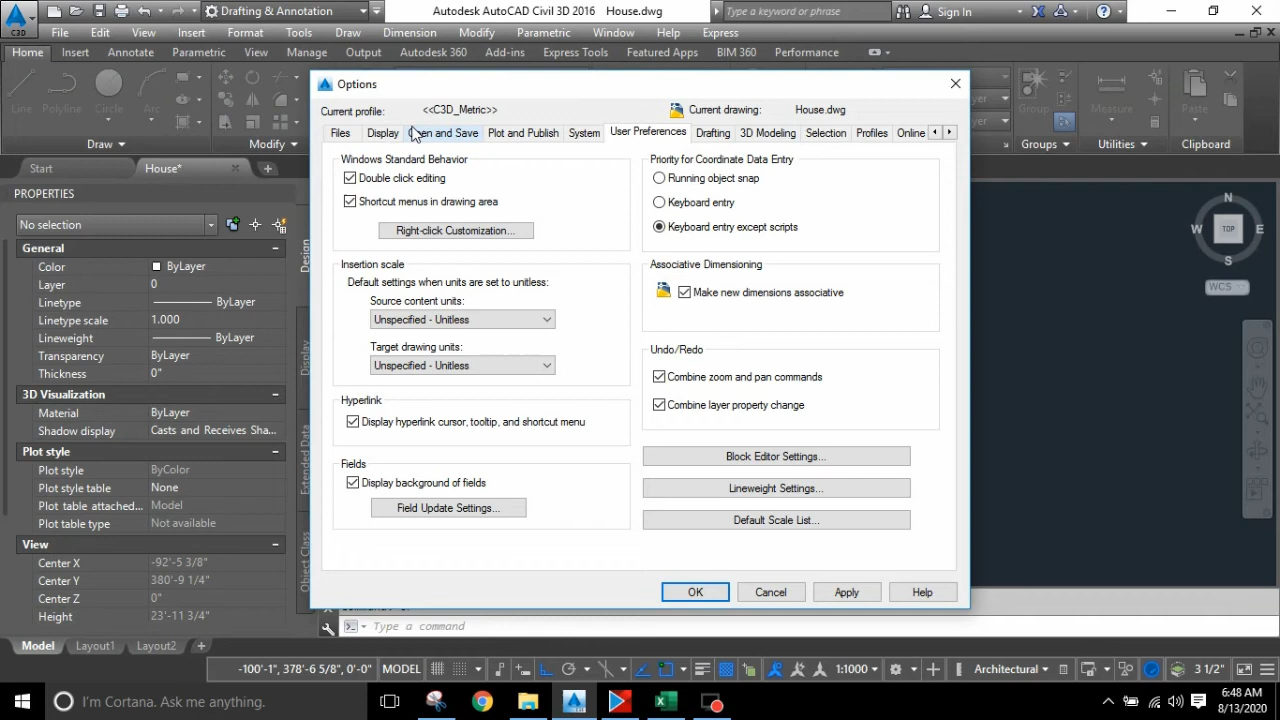 Drafting & Annotation
Autodesk AutoCAD Civil 3D 2016 House.dwg
Type a keyword or phrase
Sign In
C3D
File Edit View Insert Format Tools Draw Dimension Modify Parametric Window Help Express
Home Insert Annotate Parametric View Manage Output Autodesk 360 Add-ins Express Tools Featured Apps BIM 360 Performance
Line Polyline Circle Arc
Group
Measure
Paste
Draw
Modify
Groups
Utilities
Clipboard
Options
Current profile: <<C3D_Metric>>
Current drawing: House.dwg
Files Display Open and Save Plot and Publish System User Preferences Drafting 3D Modeling Selection Profiles Online
Windows Standard Behavior
Double click editing
Shortcut menus in drawing area
Right-click Customization...
Insertion scale
Default settings when units are set to unitless:
Source content units:
Unspecified - Unitless
Target drawing units:
Unspecified - Unitless
Hyperlink
Display hyperlink cursor, tooltip, and shortcut menu
Fields
Display background of fields
Field Update Settings...
Priority for Coordinate Data Entry
Running object snap
Keyboard entry
Keyboard entry except scripts
Associative Dimensioning
Make new dimensions associative
Undo/Redo
Combine zoom and pan commands
Combine layer property change
Block Editor Settings...
Lineweight Settings...
Default Scale List...
OK Cancel Apply Help
Start House*
PROPERTIES
No selection
General
Color ByLayer
Layer 0
Linetype ByLayer
Linetype scale 1.000
Lineweight ByLayer
Transparency ByLayer
Thickness 0"
3D Visualization
Material ByLayer
Shadow display Casts and Receives Sha...
Plot style
Plot style ByColor
Plot style table None
Plot table attached... Model
Plot table type Not available
View
Center X -92'-5 3/8"
Center Y 380'-9 1/4"
Center Z 0"
Height 23'-11 3/4"
Design
Display
Extended Data
Object Class
N
W TOP E
S
WCS
Type a command
Model Layout1 Layout2
-100'-1", 378'-6 5/8", 0'-0" MODEL
1:1000
Architectural
3 1/2"
I'm Cortana. Ask me anything.
6:48 AM
8/13/2020